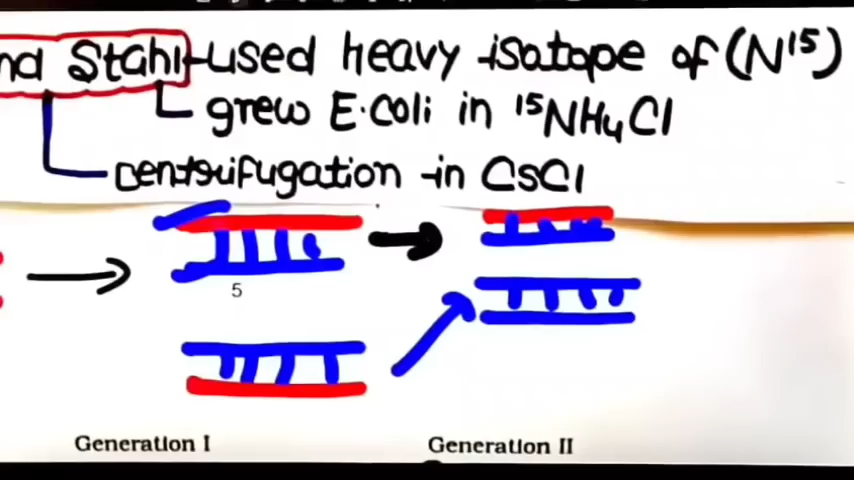 nd Stahl-used heavy isotope of (N¹⁵)
grew E.coli in ¹⁵NH₄Cl
Centrifugation in CsCl
5
Generation I
Generation II